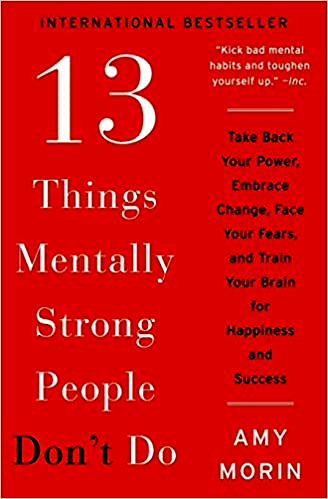 INTERNATIONAL BESTSELLER
13
Things
Mentally
Strong
People
Don't Do
"Kick bad mental
habits and toughen
yourself up." –Inc.
Take Back
Your Power,
Embrace
Change, Face
Your Fears,
and Train
Your Brain
for
Happiness
and
Success
AMY
MORIN